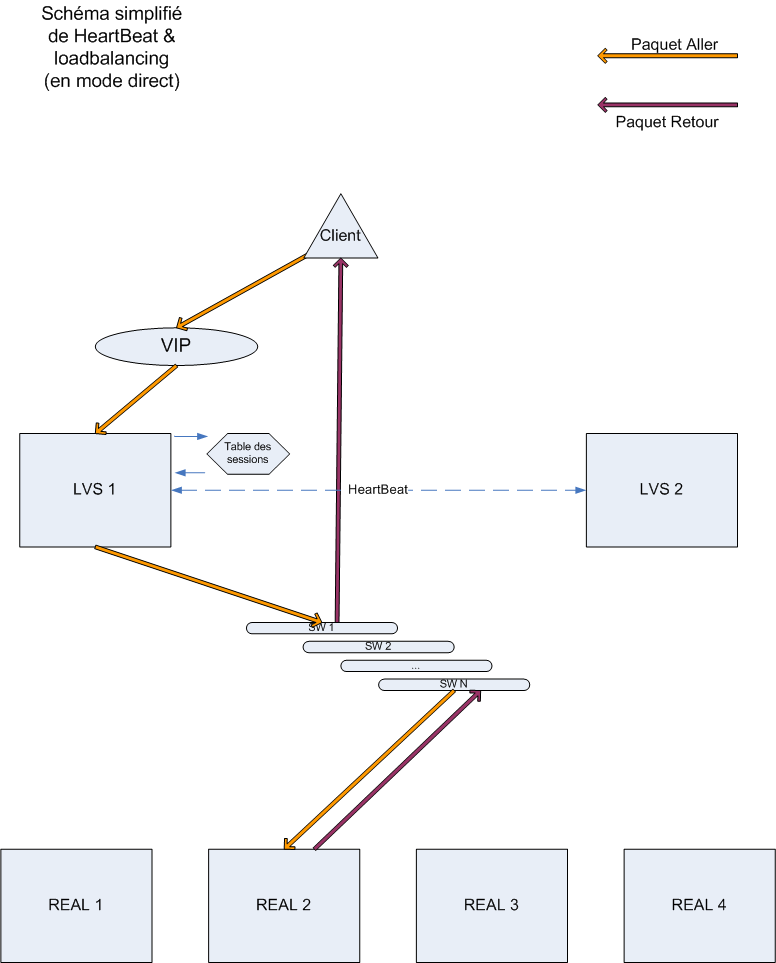 Schéma simplifié
de HeartBeat &
loadbalancing
(en mode direct)
Paquet Aller
Paquet Retour
Client
VIP
Table des
sessions
LVS 1
HeartBeat
LVS 2
SW 1
SW 2
...
SW N
REAL 1
REAL 2
REAL 3
REAL 4